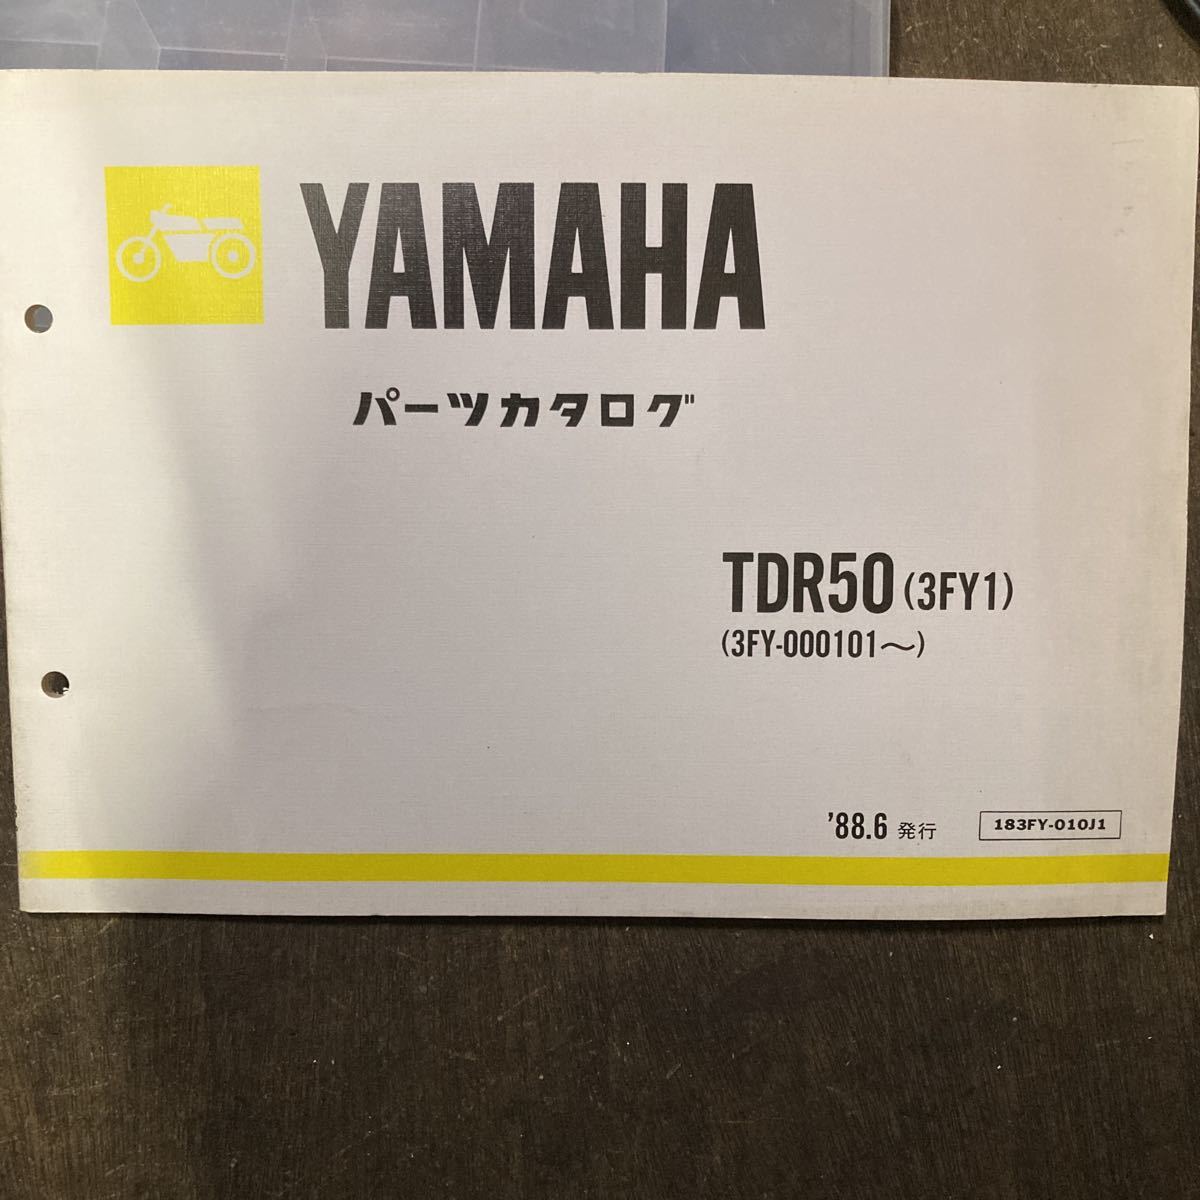 YAMAHA
パーツカタログ
TDR50 (3FY1)
(3FY-000101〜)
'88.6 発行
183FY-010J1